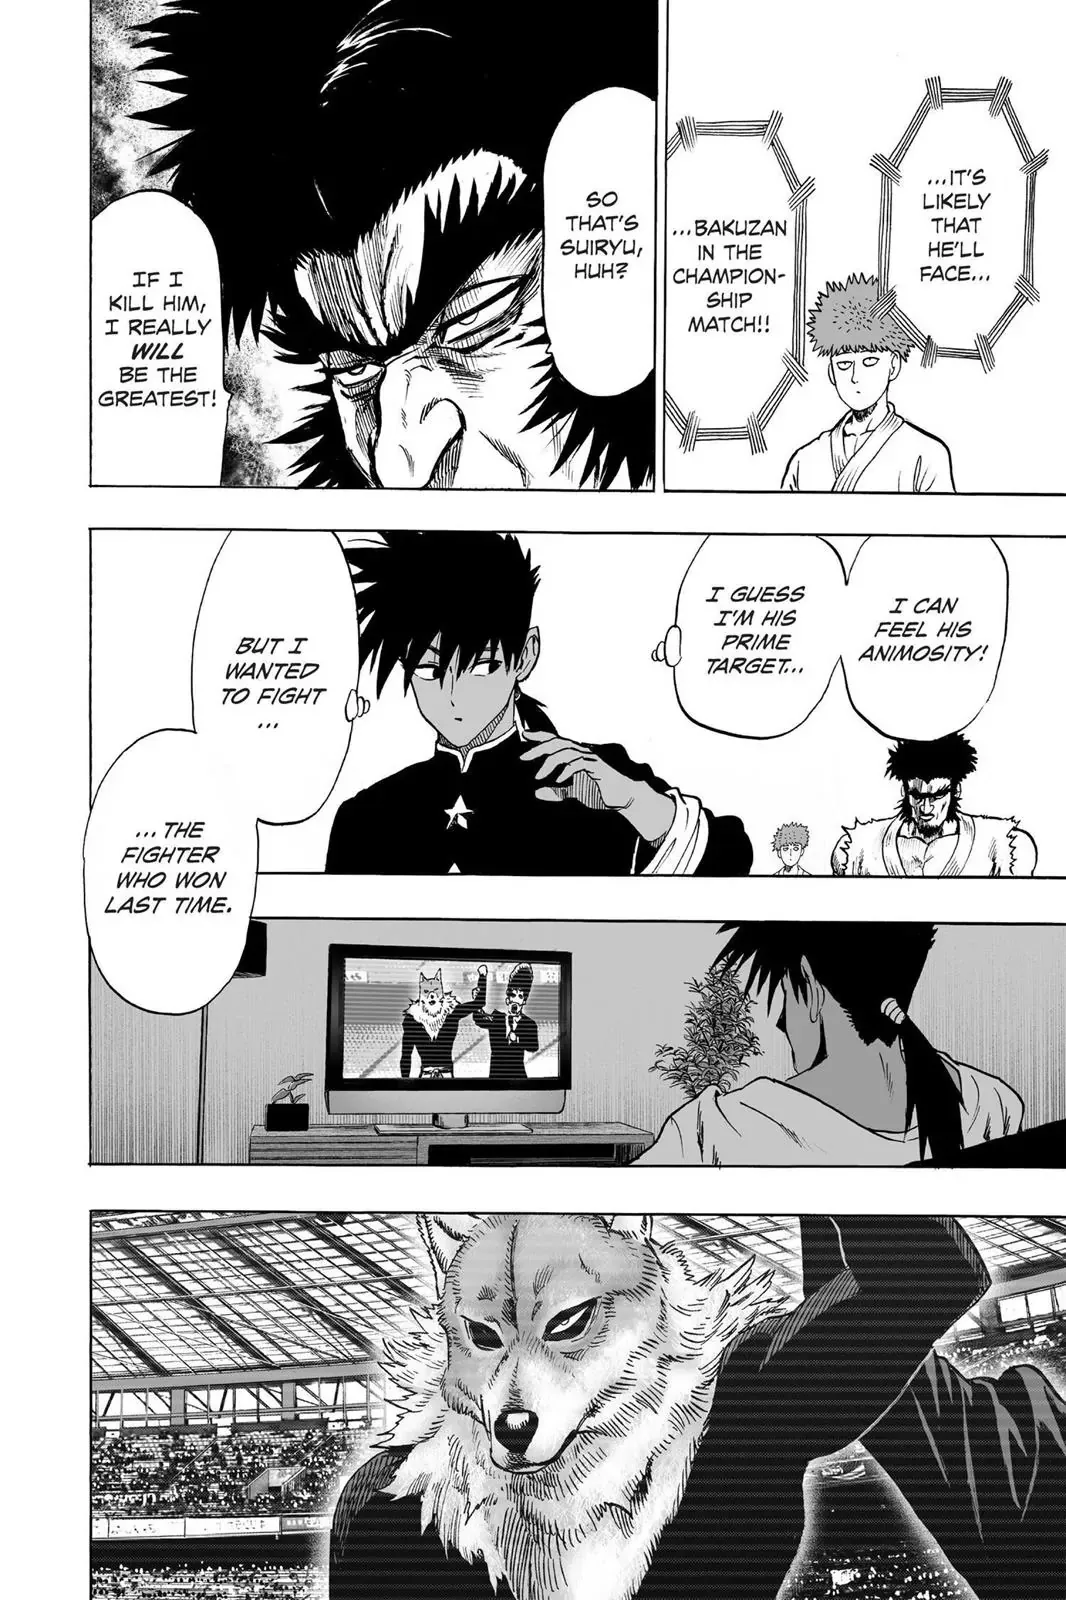 ...IT'S
LIKELY
THAT
HE'LL
FACE...
...BAKUZAN
IN THE
CHAMPION-
SHIP
MATCH!!
SO
THAT'S
SUIRYU,
HUH?
IF I
KILL HIM,
I REALLY
WILL
BE THE
GREATEST!
I CAN
FEEL HIS
ANIMOSITY!
I GUESS
I'M HIS
PRIME
TARGET...
BUT I
WANTED
TO FIGHT
...
...THE
FIGHTER
WHO WON
LAST TIME.